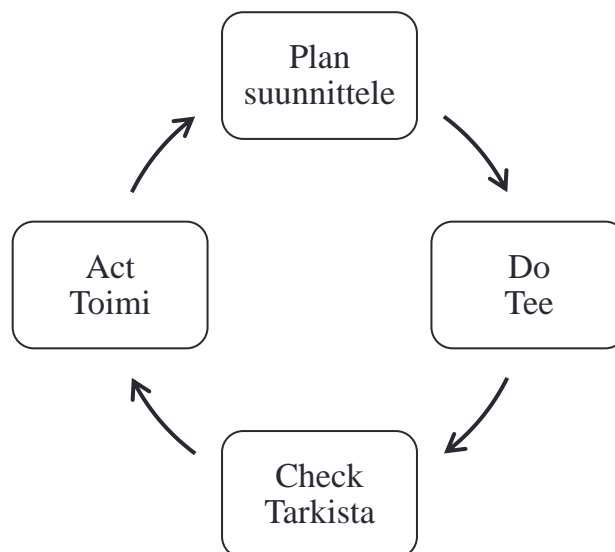 Plan
suunnittele
Do
Tee
Check
Tarkista
Act
Toimi